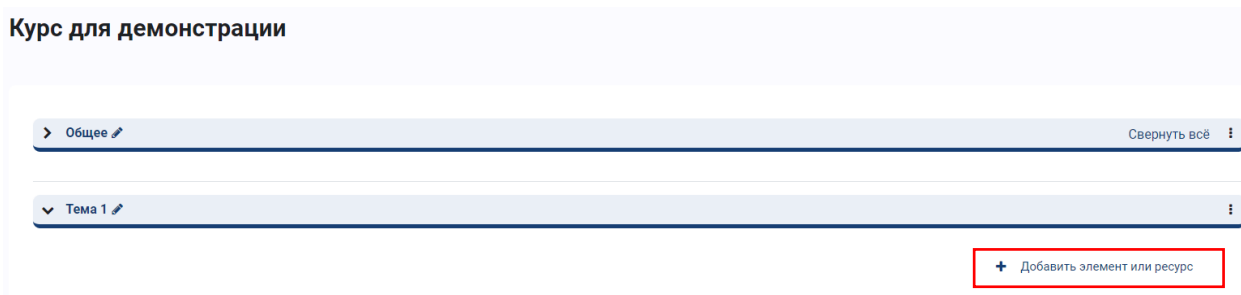 Курс для демонстрации
Общее
Свернуть всё
Тема 1
Добавить элемент или ресурс